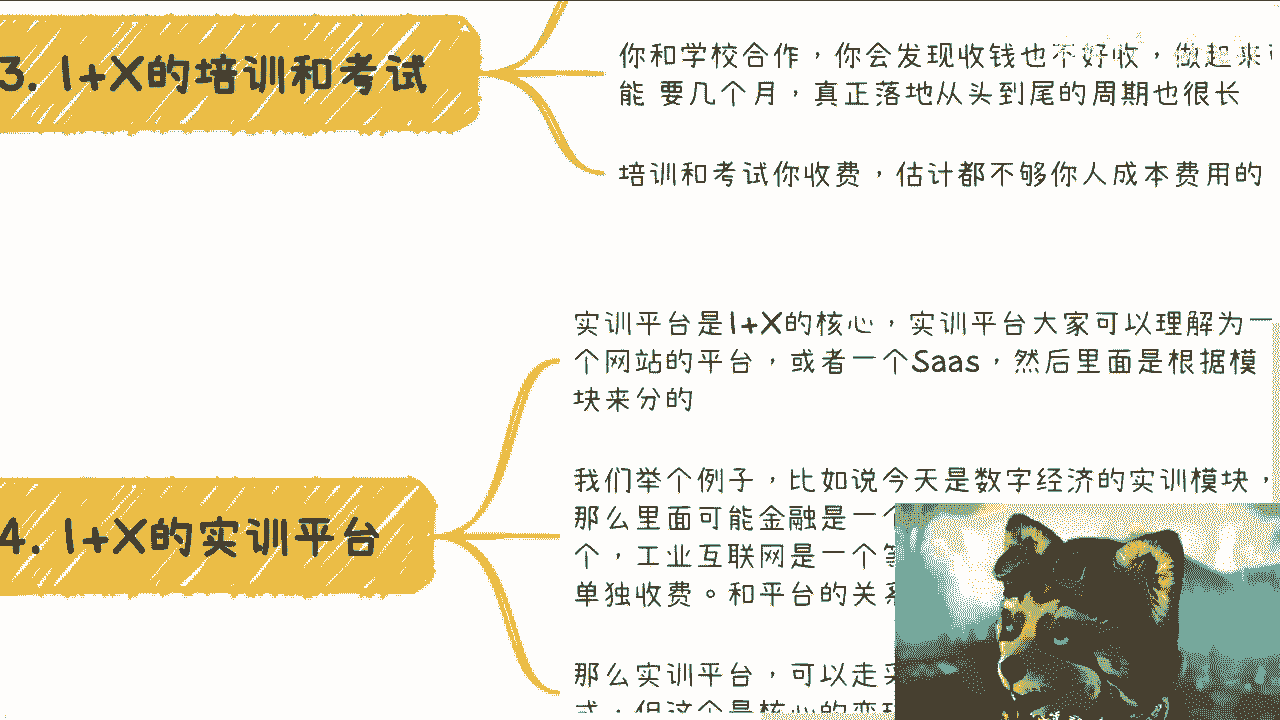 3. 1+X的培训和考试
你和学校合作，你会发现收钱也不好收，做起来
能 要几个月，真正落地从头到尾的周期也很长
培训和考试你收费，估计都不够你人成本费用的
4. 1+X的实训平台
实训平台是1+X的核心，实训平台大家可以理解为一
个网站的平台，或者一个Saas，然后里面是根据模
块来分的
我们举个例子，比如说今天是数字经济的实训模块，
那么里面可能金融是一个
个，工业互联网是一个等
单独收费。和平台的关系
那么实训平台，可以走采
式，但这个是核心的变现